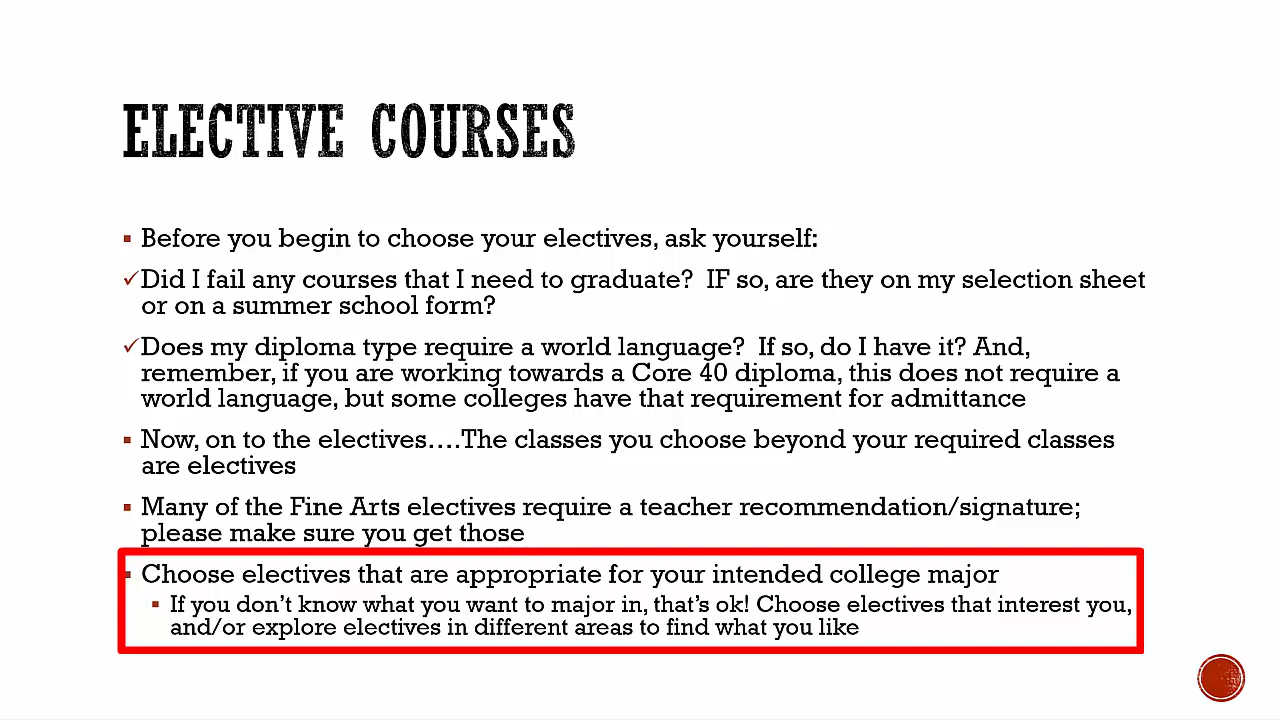 ELECTIVE COURSES
Before you begin to choose your electives, ask yourself:
Did I fail any courses that I need to graduate?  IF so, are they on my selection sheet
or on a summer school form?
Does my diploma type require a world language?  If so, do I have it? And,
remember, if you are working towards a Core 40 diploma, this does not require a
world language, but some colleges have that requirement for admittance
Now, on to the electives….The classes you choose beyond your required classes
are electives
Many of the Fine Arts electives require a teacher recommendation/signature;
please make sure you get those
Choose electives that are appropriate for your intended college major
If you don’t know what you want to major in, that’s ok! Choose electives that interest you,
and/or explore electives in different areas to find what you like